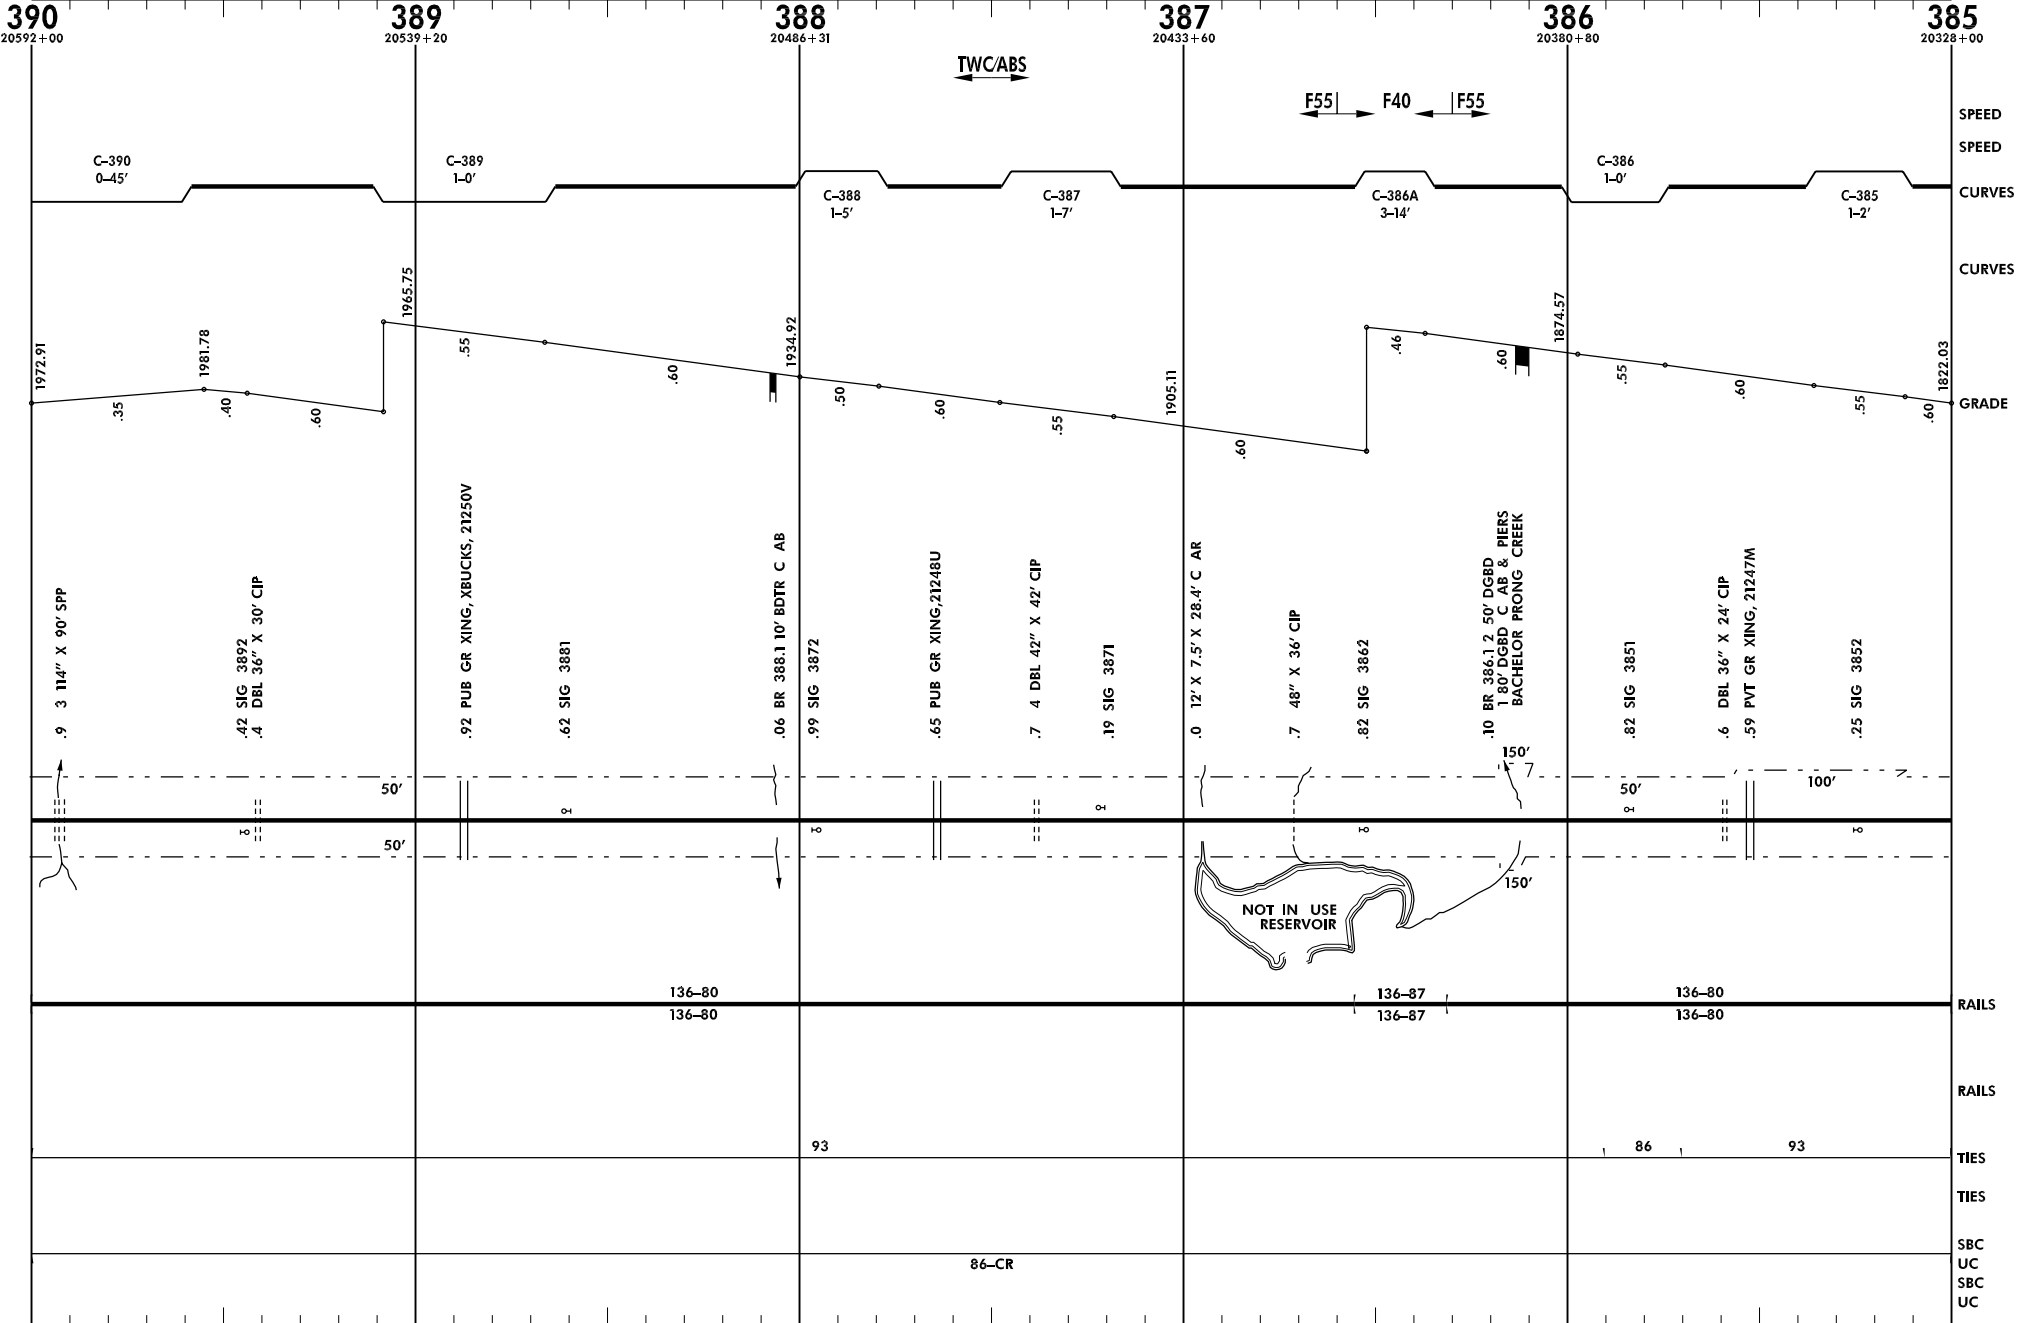 390 389 388 387 386 385
20592+00 20539+20 20486+31 20433+60 20380+80 20328+00
TWC/ABS
F55 F40 F55
SPEED
SPEED
C–390
0–45'
C–389
1–0'
C–388
1–5'
C–387
1–7'
C–386A
3–14'
C–386
1–0'
C–385
1–2'
CURVES
CURVES
1972.91
.35
1981.78
.40
.60
1965.75
.55
.60
1934.92
.50
.60
.55
1905.11
.60
.46
.60
1874.57
.55
.60
.55
.60
1822.03
GRADE
.9 3 114" X 90' SPP
.42 SIG 3892
.4 DBL 36" X 30' CIP
.92 PUB GR XING, XBUCKS, 21250V
.62 SIG 3881
.06 BR 388.1 10' BDTR C AB
.99 SIG 3872
.65 PUB GR XING,21248U
.7 4 DBL 42" X 42' CIP
.19 SIG 3871
.0 12' X 7.5' X 28.4' C AR
.7 48" X 36' CIP
.82 SIG 3862
.10 BR 386.1 2 50' DGBD
1 80' DGBD C AB & PIERS
BACHELOR PRONG CREEK
.82 SIG 3851
.6 DBL 36" X 24' CIP
.59 PVT GR XING, 21247M
.25 SIG 3852
150'
50'
50'
100'
50'
150'
NOT IN USE
RESERVOIR
136–80 136–87 136–80
RAILS
136–80 136–87 136–80
RAILS
93 86 93
TIES
TIES
SBC
86–CR
UC
SBC
UC